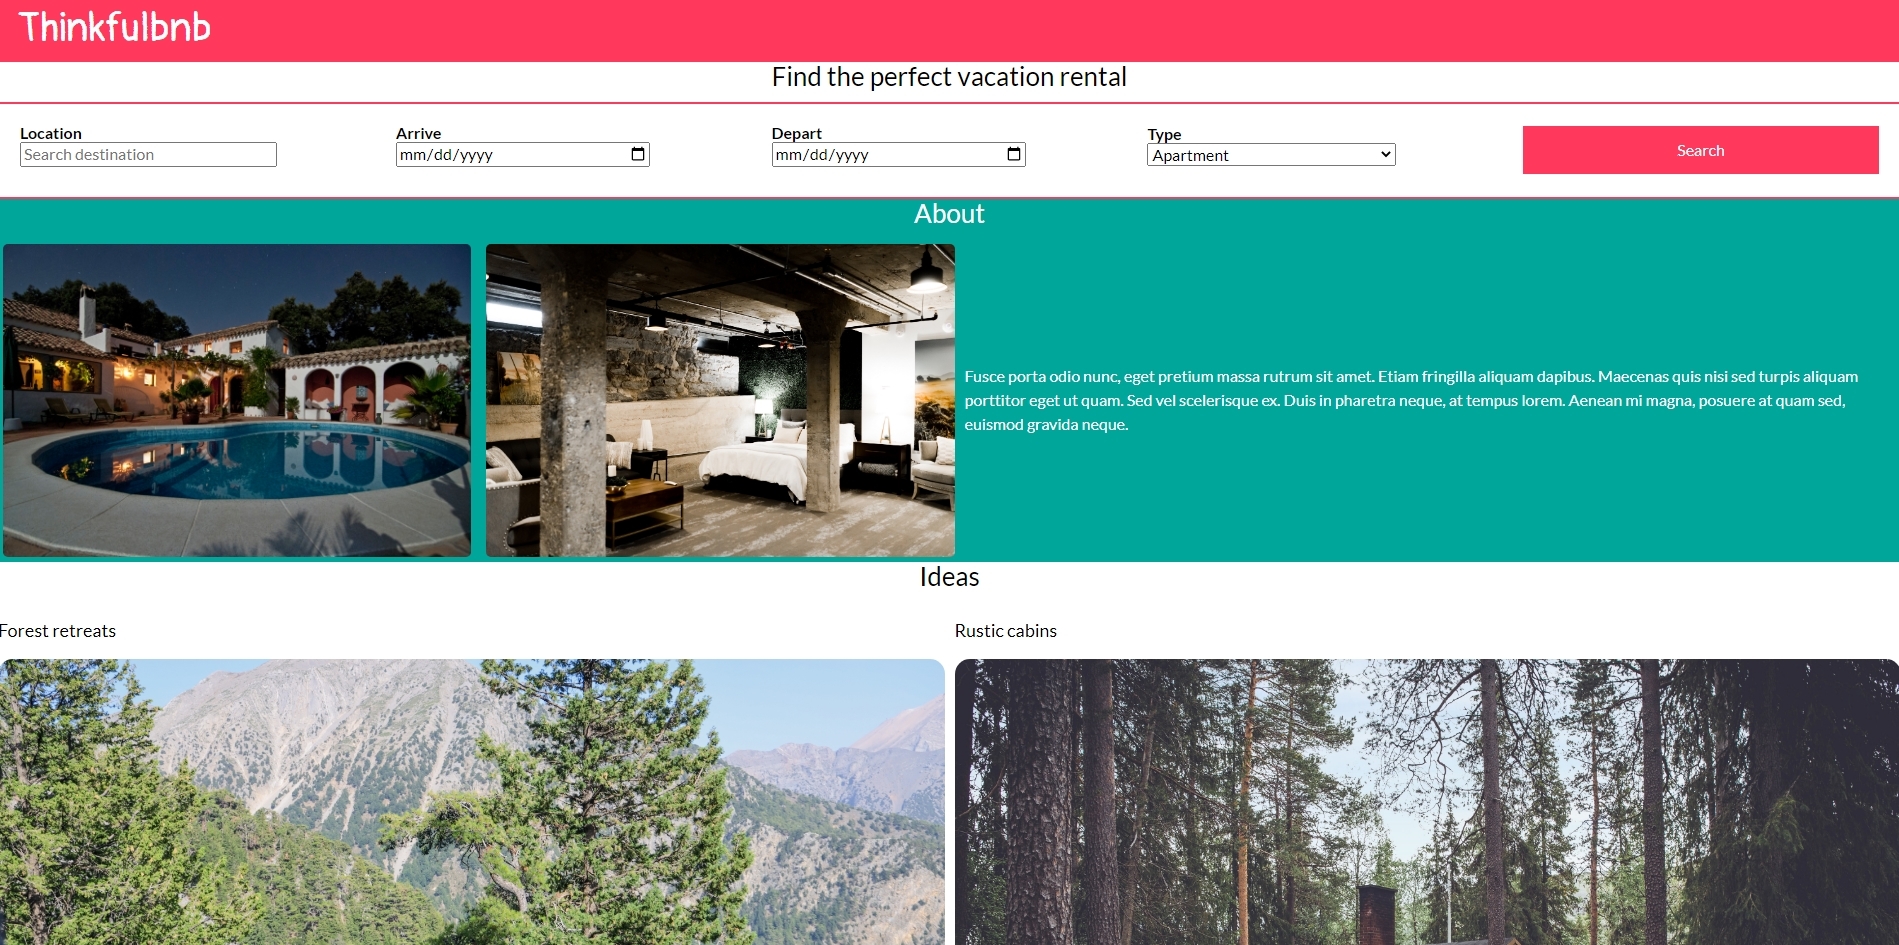 Thinkfulbnb
Find the perfect vacation rental
Location
Search destination
Arrive
mm/dd/yyyy
Depart
mm/dd/yyyy
Type
Apartment
Search
About
Fusce porta odio nunc, eget pretium massa rutrum sit amet. Etiam fringilla aliquam dapibus. Maecenas quis nisi sed turpis aliquam
porttitor eget ut quam. Sed vel scelerisque ex. Duis in pharetra neque, at tempus lorem. Aenean mi magna, posuere at quam sed,
euismod gravida neque.
Ideas
Forest retreats
Rustic cabins